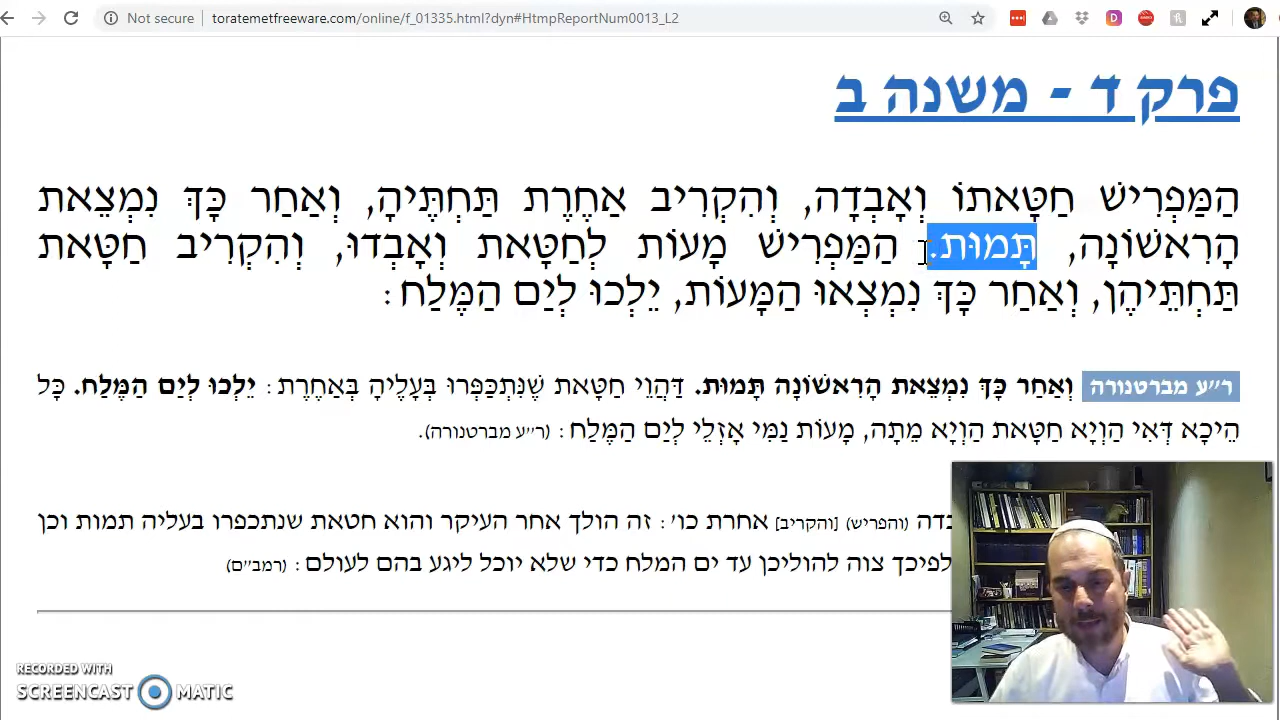 Not secure | toratemetfreeware.com/online/f_01335.html?dyn#HtmpReportNum0013_L2
פרק ד - משנה ב
הַמַּפְרִישׁ חַטָּאתוֹ וְאָבְדָה, וְהִקְרִיב אַחֶרֶת תַּחְתֶּיהָ, וְאַחַר כָּךְ נִמְצֵאת
הָרִאשׁוֹנָה, תָּמוּת. הַמַּפְרִישׁ מָעוֹת לְחַטָּאת וְאָבְדוּ, וְהִקְרִיב חַטָּאת
תַּחְתֵּיהֶן, וְאַחַר כָּךְ נִמְצְאוּ הַמָּעוֹת, יֵלְכוּ לְיַם הַמֶּלַח:
ר"ע מברטנורה וְאַחַר כָּךְ נִמְצֵאת הָרִאשׁוֹנָה תָּמוּת. דַּהֲוֵי חַטָּאת שֶׁנִּתְכַּפְּרוּ בְּעָלֶיהָ בְּאַחֶרֶת: יֵלְכוּ לְיַם הַמֶּלַח. כָּל
הֵיכָא דְּאִי הַוְיָא חַטָּאת הַוְיָא מֵתָה, מָעוֹת נַמִּי אָזְלֵי לְיַם הַמֶּלַח: (ר"ע מברטנורה).
בדה (והפריש) [והקריב] אחרת כו': זה הולך אחר העיקר והוא חטאת שנתכפרו בעליה תמות וכן
לפיכך צוה להוליכן עד ים המלח כדי שלא יוכל ליגע בהם לעולם: (רמב"ם)
RECORDED WITH
SCREENCAST MATIC